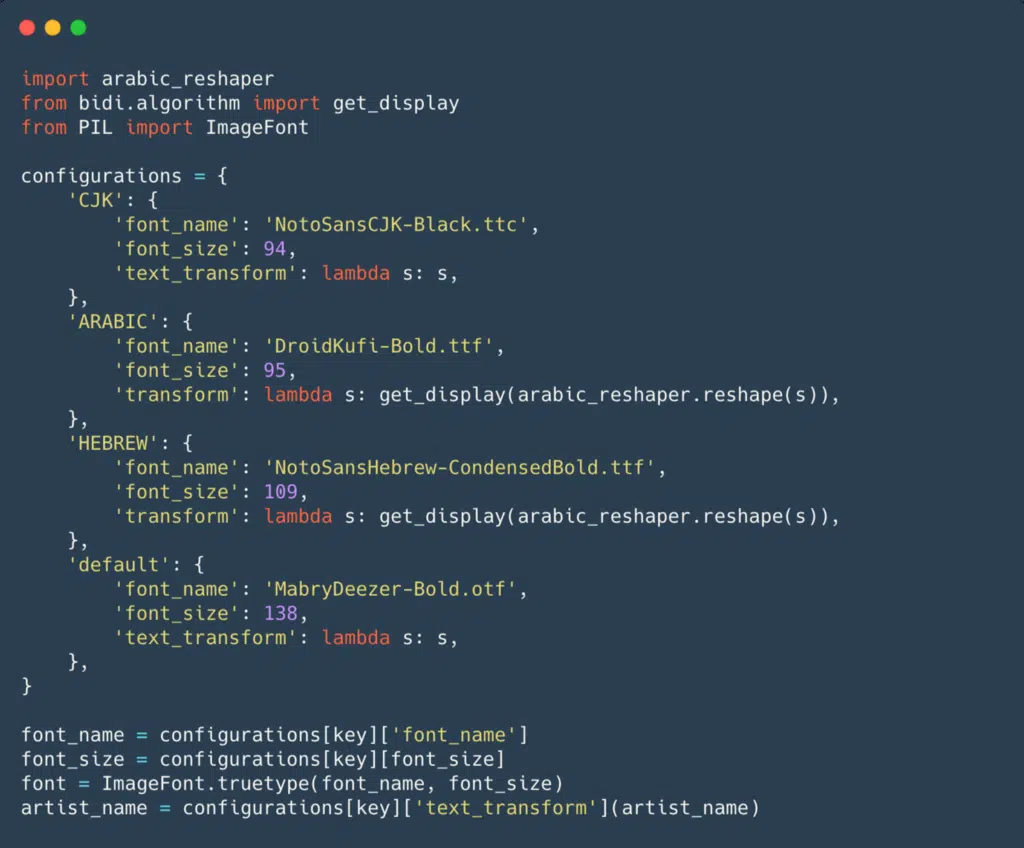 import arabic_reshaper
from bidi.algorithm import get_display
from PIL import ImageFont

configurations = {
    'CJK': {
        'font_name': 'NotoSansCJK-Black.ttc',
        'font_size': 94,
        'text_transform': lambda s: s,
    },
    'ARABIC': {
        'font_name': 'DroidKufi-Bold.ttf',
        'font_size': 95,
        'transform': lambda s: get_display(arabic_reshaper.reshape(s)),
    },
    'HEBREW': {
        'font_name': 'NotoSansHebrew-CondensedBold.ttf',
        'font_size': 109,
        'transform': lambda s: get_display(arabic_reshaper.reshape(s)),
    },
    'default': {
        'font_name': 'MabryDeezer-Bold.otf',
        'font_size': 138,
        'text_transform': lambda s: s,
    },
}

font_name = configurations[key]['font_name']
font_size = configurations[key][font_size]
font = ImageFont.truetype(font_name, font_size)
artist_name = configurations[key]['text_transform'](artist_name)